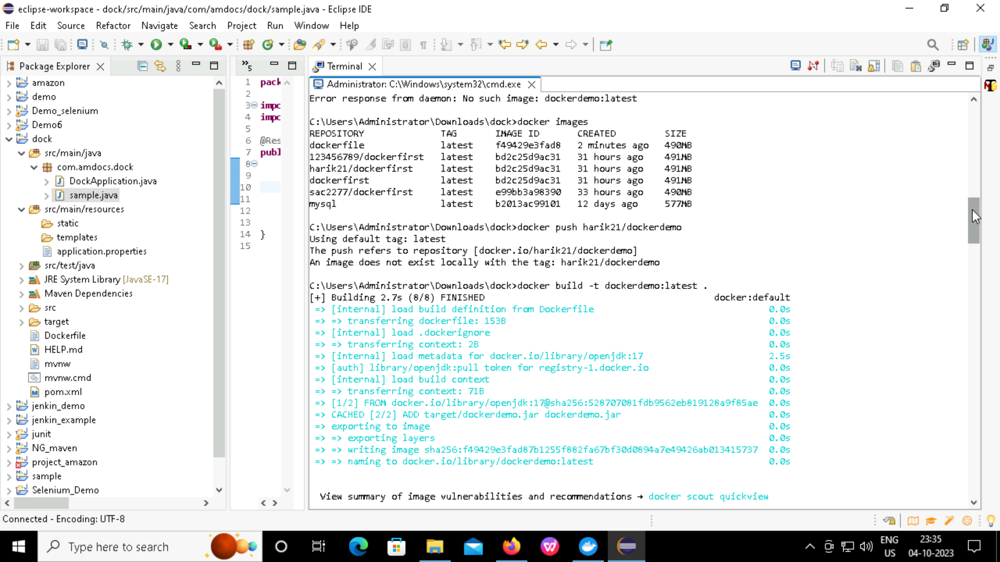 eclipse-workspace - dock/src/main/java/com/amdocs/dock/sample.java - Eclipse IDE
File Edit Source Refactor Navigate Search Project Run Window Help
Package Explorer
amazon
demo
Demo_selenium
Demo6
dock
src/main/java
com.amdocs.dock
DockApplication.java
sample.java
src/main/resources
static
templates
application.properties
src/test/java
JRE System Library [JavaSE-17]
Maven Dependencies
src
target
Dockerfile
HELP.md
mvnw
mvnw.cmd
pom.xml
jenkin_demo
jenkin_example
junit
NG_maven
project_amazon
sample
Selenium_Demo
»5
1 pack
2
3 impo
4 impo
5
6 @Res
7 publ
8
9
10
11
12
13
14 }
15
Terminal
Administrator: C:\Windows\system32\cmd.exe
Error response from daemon: No such image: dockerdemo:latest
C:\Users\Administrator\Downloads\dock>docker images
REPOSITORY TAG IMAGE ID CREATED SIZE
dockerfile latest f49429e3fad8 2 minutes ago 490MB
123456789/dockerfirst latest bd2c25d9ac31 31 hours ago 491MB
harik21/dockerfirst latest bd2c25d9ac31 31 hours ago 491MB
dockerfirst latest bd2c25d9ac31 31 hours ago 491MB
sac2277/dockerfirst latest e99bb3a98390 33 hours ago 490MB
mysql latest b2013ac99101 12 days ago 577MB
C:\Users\Administrator\Downloads\dock>docker push harik21/dockerdemo
Using default tag: latest
The push refers to repository [docker.io/harik21/dockerdemo]
An image does not exist locally with the tag: harik21/dockerdemo
C:\Users\Administrator\Downloads\dock>docker build -t dockerdemo:latest .
[+] Building 2.7s (8/8) FINISHED docker:default
=> [internal] load build definition from Dockerfile 0.0s
=> => transferring dockerfile: 153B 0.0s
=> [internal] load .dockerignore 0.0s
=> => transferring context: 2B 0.0s
=> [internal] load metadata for docker.io/library/openjdk:17 2.5s
=> [auth] library/openjdk:pull token for registry-1.docker.io 0.0s
=> [internal] load build context 0.0s
=> => transferring context: 71B 0.0s
=> [1/2] FROM docker.io/library/openjdk:17@sha256:528707081fdb9562eb819128a9f85ae 0.0s
=> CACHED [2/2] ADD target/dockerdemo.jar dockerdemo.jar 0.0s
=> exporting to image 0.0s
=> => exporting layers 0.0s
=> => writing image sha256:f49429e3fad87b1255f882fa67bf30d0894a7e49426ab013415737 0.0s
=> => naming to docker.io/library/dockerdemo:latest 0.0s
View summary of image vulnerabilities and recommendations → docker scout quickview
Connected - Encoding: UTF-8
Type here to search
ENG
US
23:35
04-10-2023